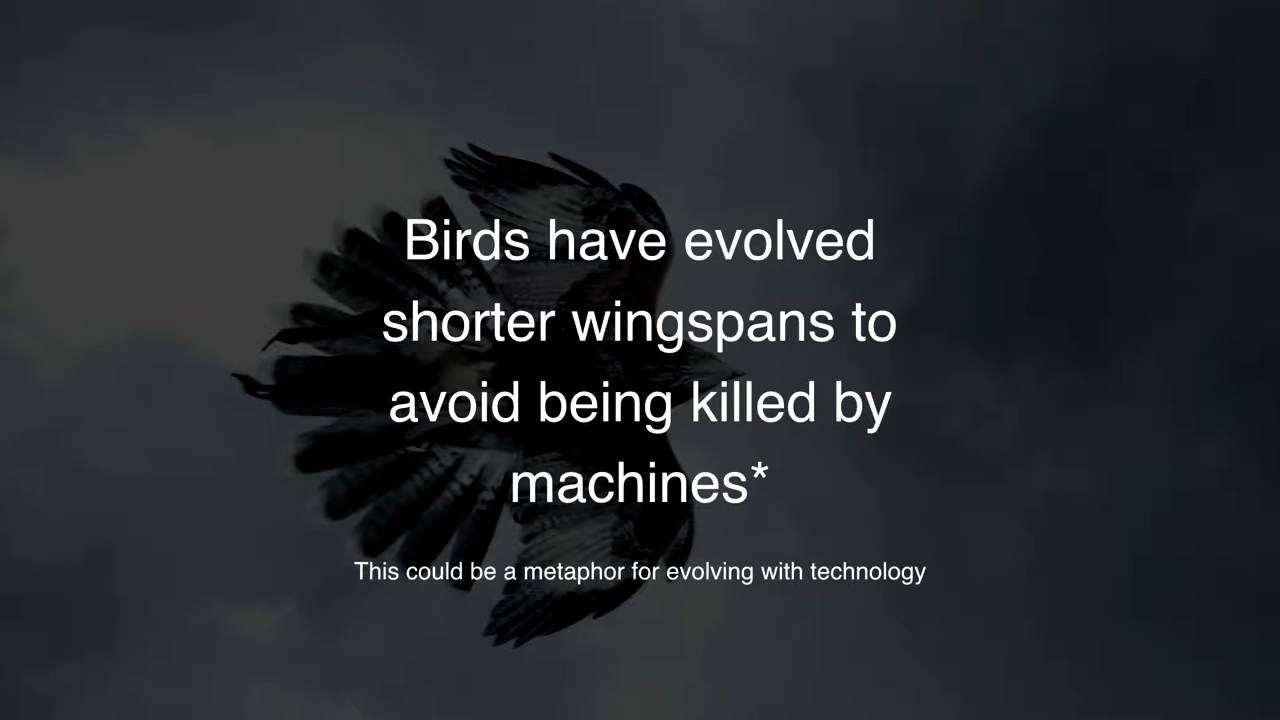 Birds have evolved
shorter wingspans to
avoid being killed by
machines*
This could be a metaphor for evolving with technology